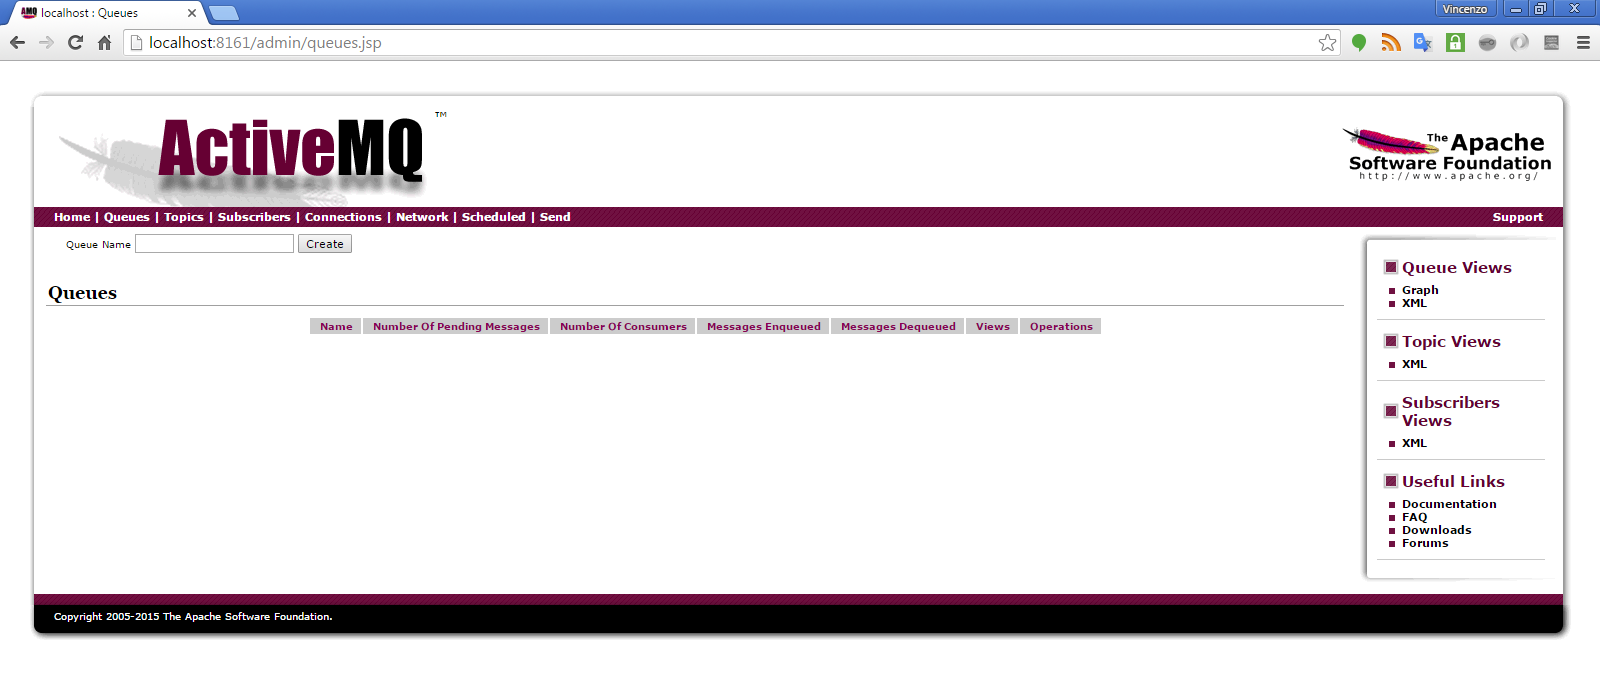 AMQ localhost : Queues
Vincenzo
localhost:8161/admin/queues.jsp
ActiveMQ ™
The Apache
Software Foundation
http://www.apache.org/
Home | Queues | Topics | Subscribers | Connections | Network | Scheduled | Send
Support
Queue Name Create
Queues
Name Number Of Pending Messages Number Of Consumers Messages Enqueued Messages Dequeued Views Operations
Queue Views
Graph
XML
Topic Views
XML
Subscribers
Views
XML
Useful Links
Documentation
FAQ
Downloads
Forums
Copyright 2005-2015 The Apache Software Foundation.